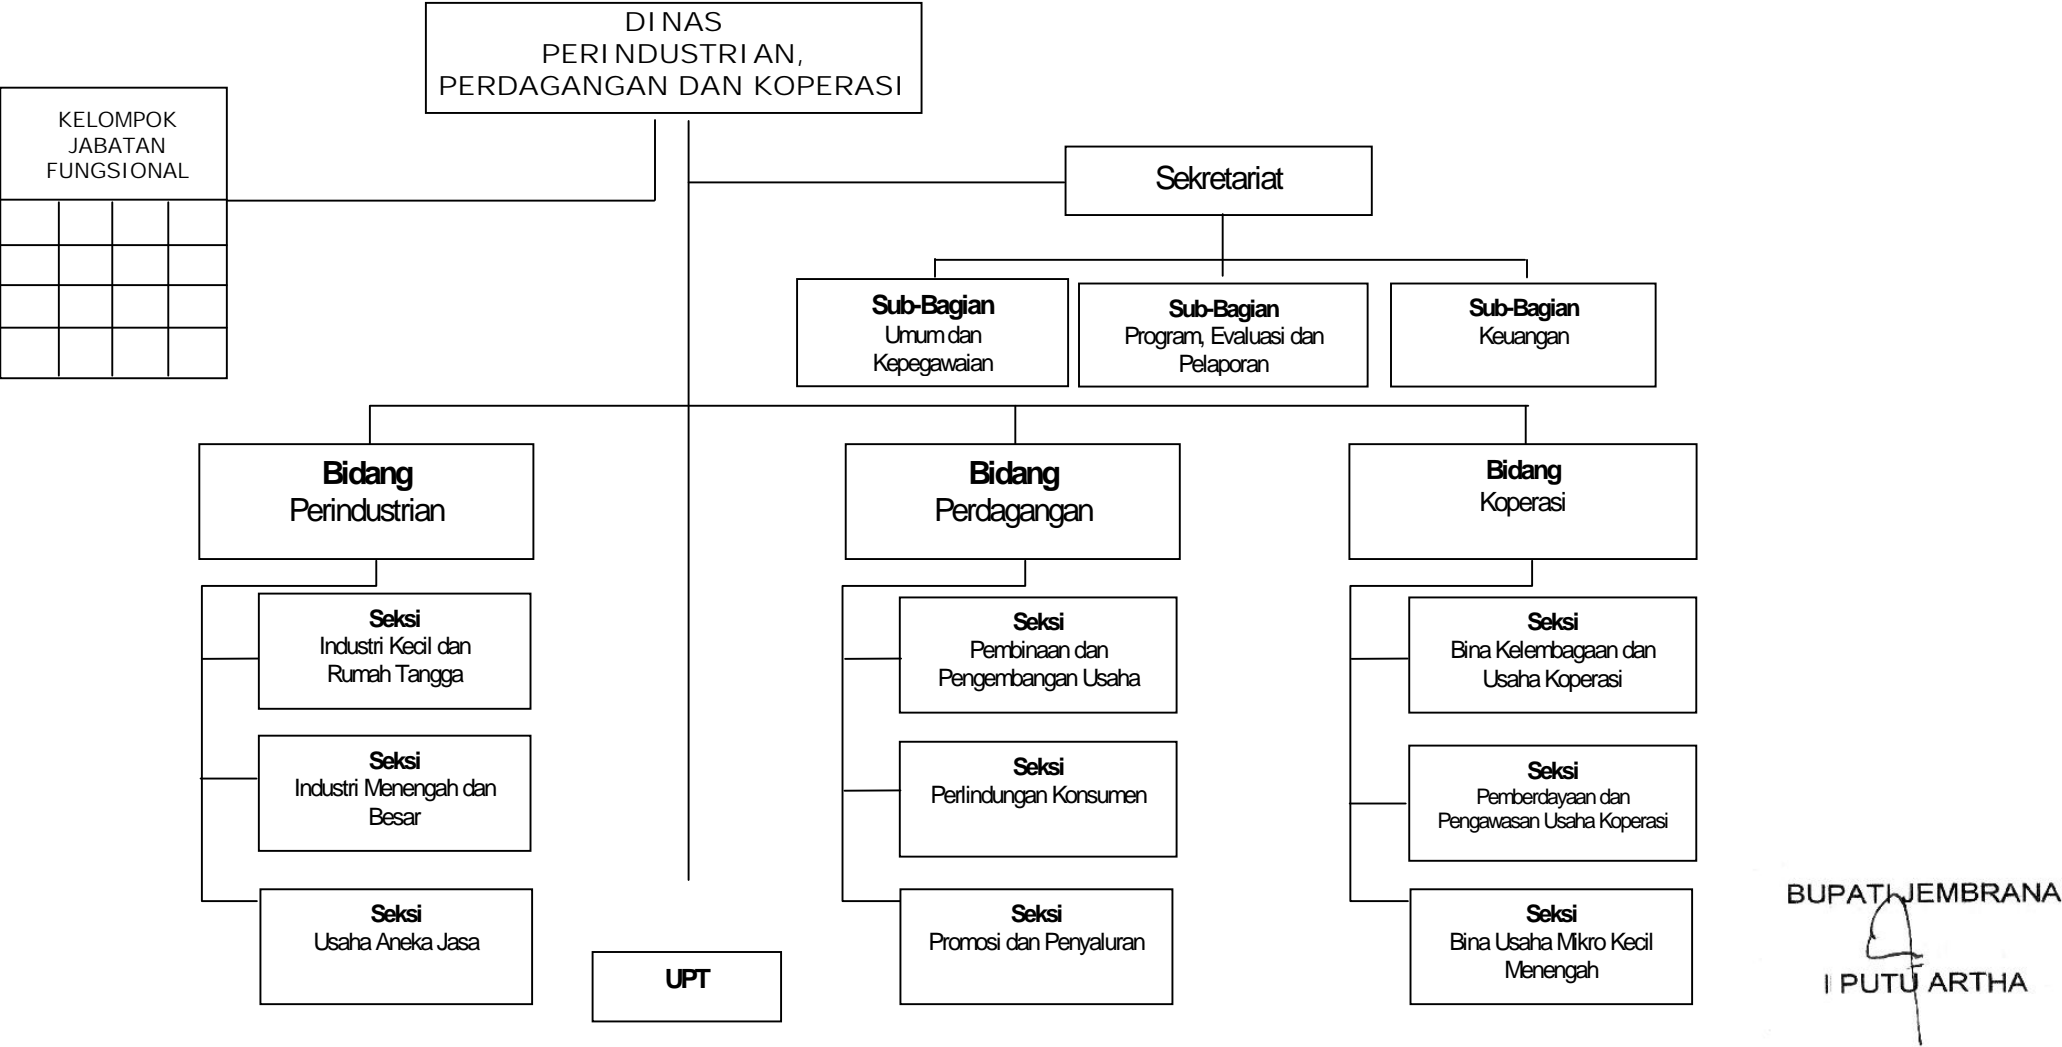 DINAS
PERINDUSTRIAN,
PERDAGANGAN DAN KOPERASI
KELOMPOK
JABATAN
FUNGSIONAL
Sekretariat
Sub-Bagian
Umum dan
Kepegawaian
Sub-Bagian
Program, Evaluasi dan
Pelaporan
Sub-Bagian
Keuangan
Bidang
Perindustrian
Bidang
Perdagangan
Bidang
Koperasi
Seksi
Industri Kecil dan
Rumah Tangga
Seksi
Industri Menengah dan
Besar
Seksi
Usaha Aneka Jasa
UPT
Seksi
Pembinaan dan
Pengembangan Usaha
Seksi
Perlindungan Konsumen
Seksi
Promosi dan Penyaluran
Seksi
Bina Kelembagaan dan
Usaha Koperasi
Seksi
Pemberdayaan dan
Pengawasan Usaha Koperasi
Seksi
Bina Usaha Mikro Kecil
Menengah
BUPATI JEMBRANA
I PUTU ARTHA